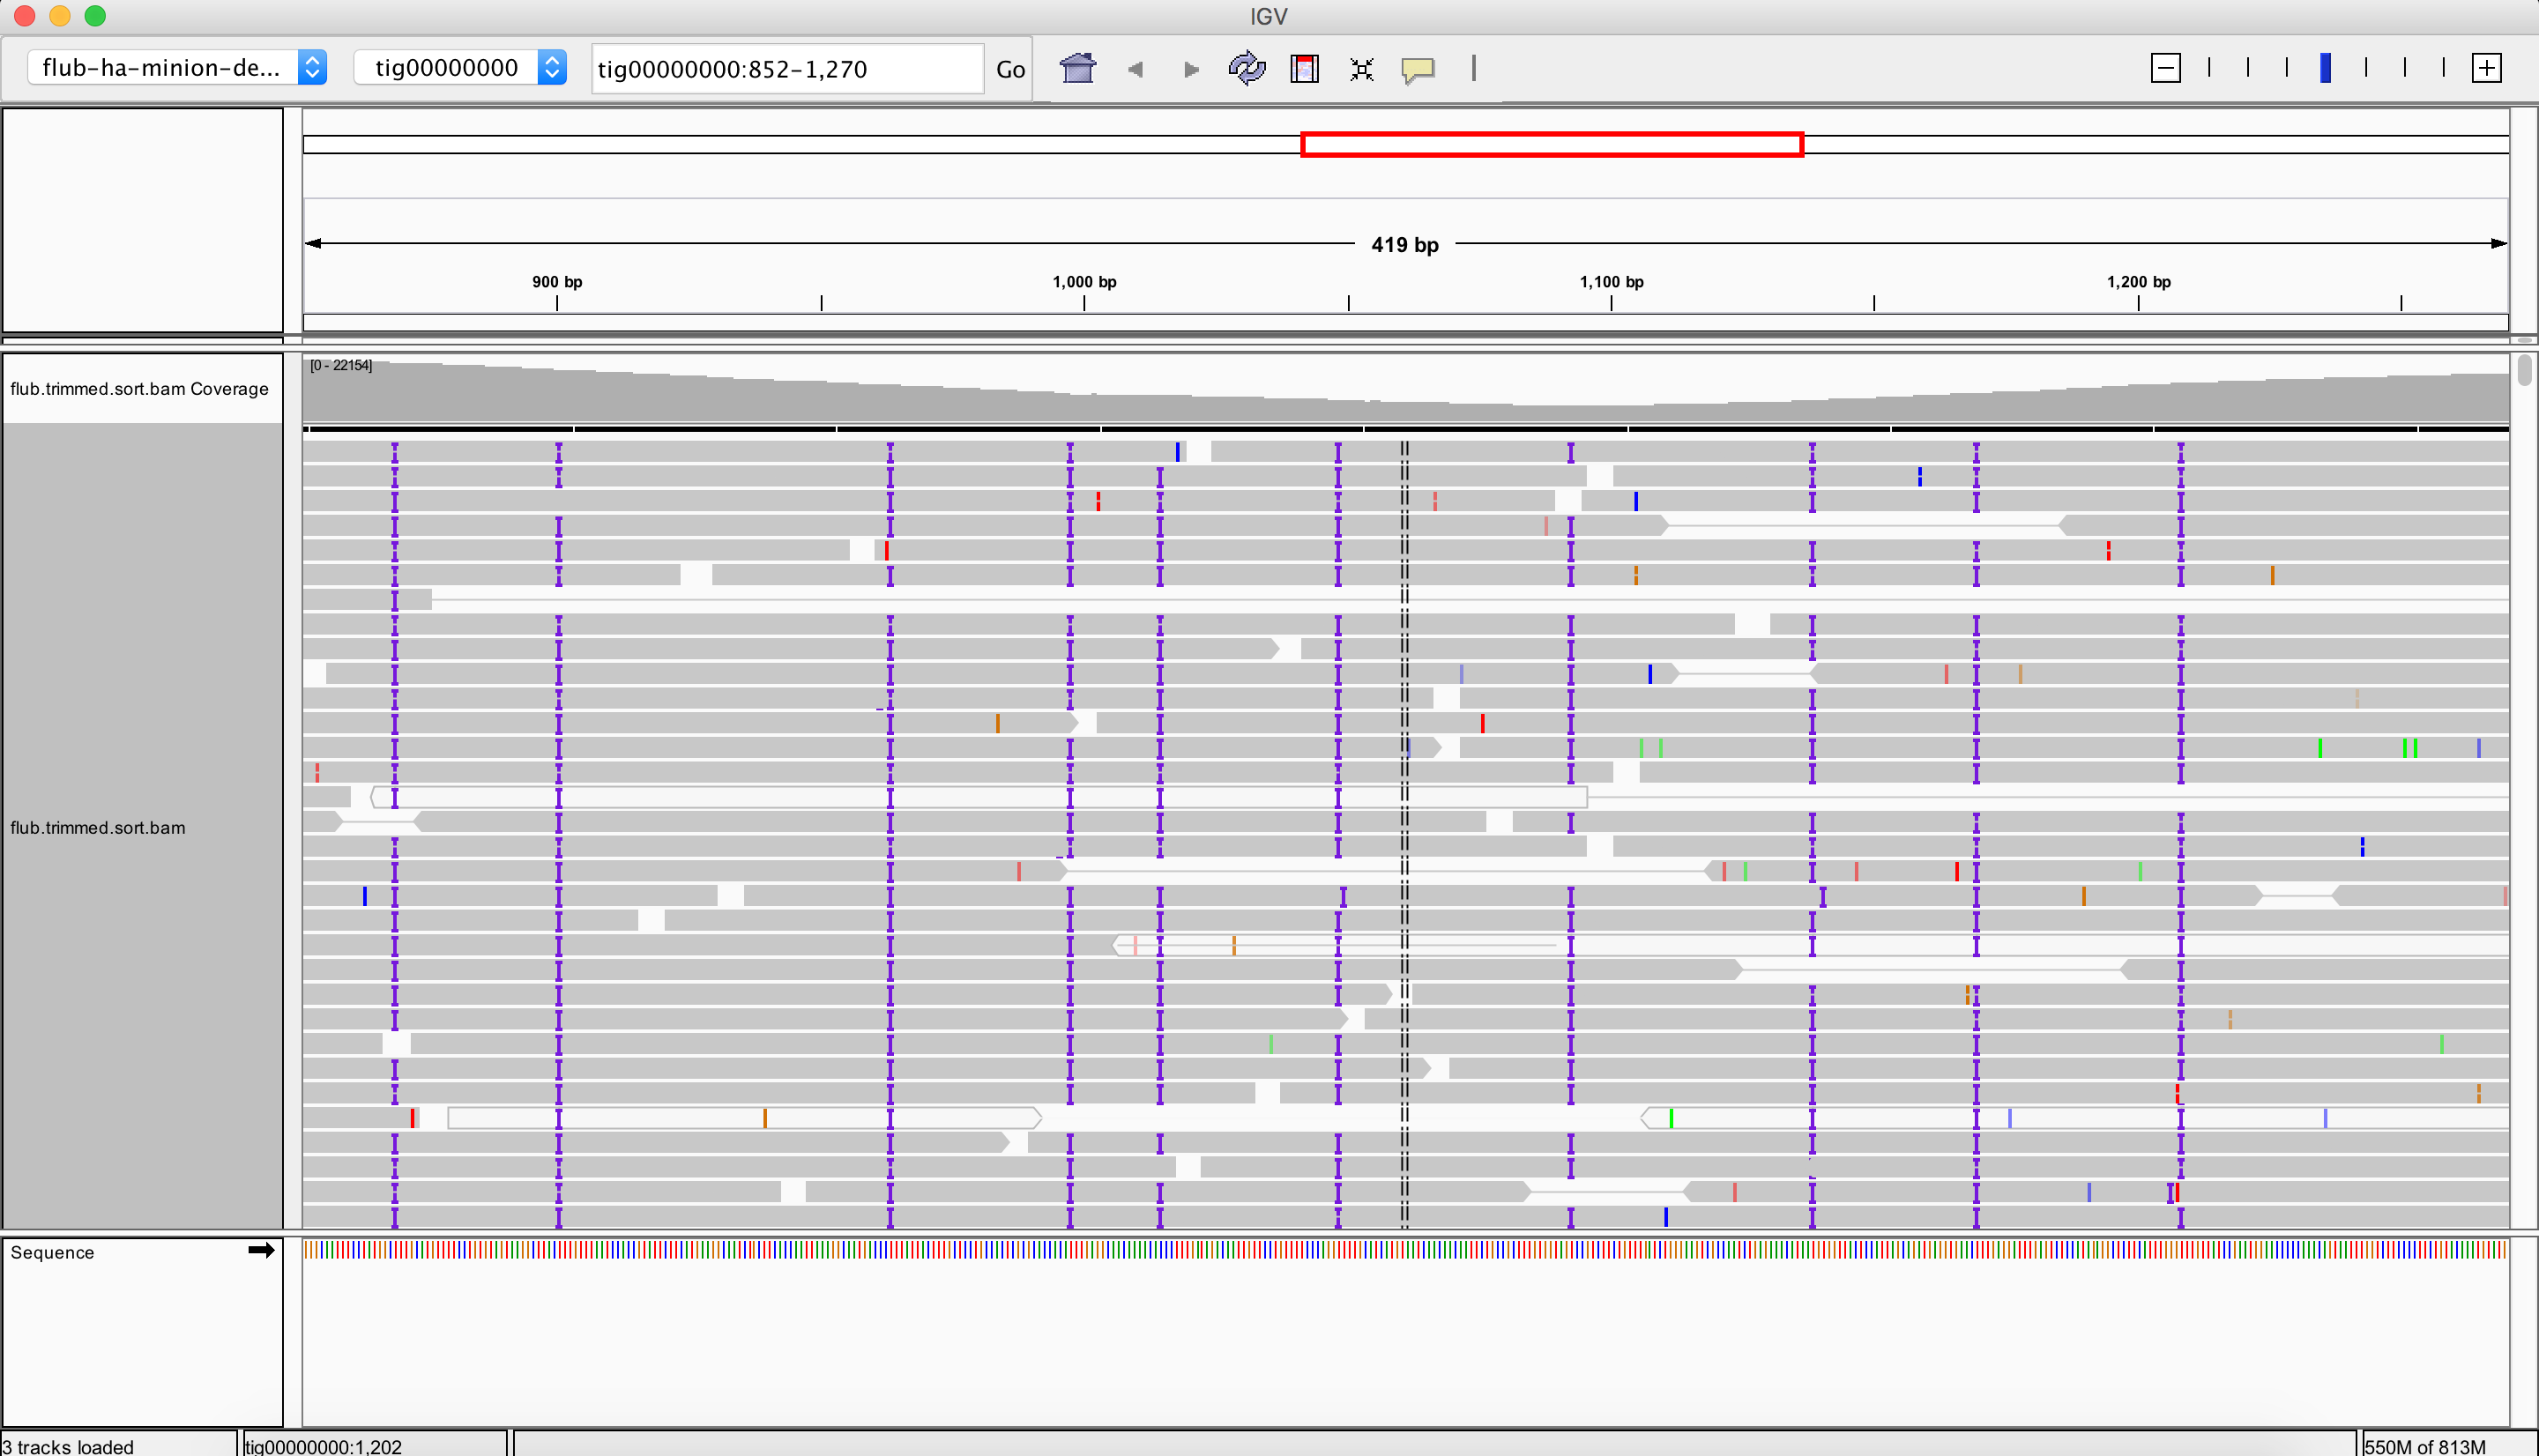 IGV
flub-ha-minion-de... tig00000000 tig00000000:852-1,270 Go
419 bp
900 bp 1,000 bp 1,100 bp 1,200 bp
[0 - 22154]
flub.trimmed.sort.bam Coverage
flub.trimmed.sort.bam
Sequence
3 tracks loaded tig00000000:1,202 550M of 813M